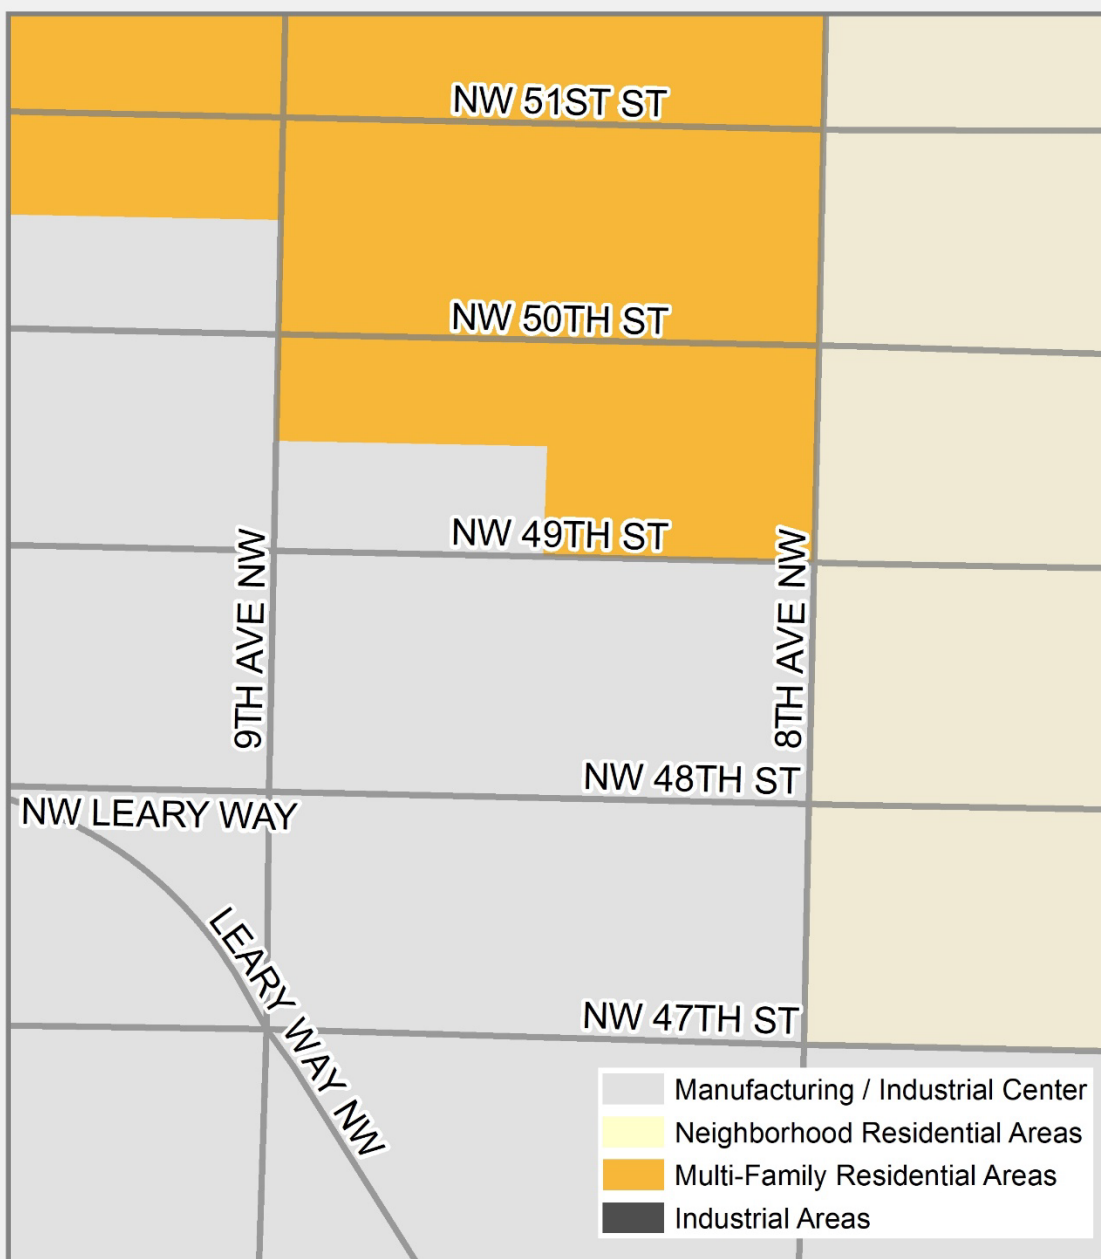 NW 51ST ST
NW 50TH ST
NW 49TH ST
9TH AVE NW
8TH AVE NW
NW 48TH ST
NW LEARY WAY
LEARY WAY NW
NW 47TH ST
Manufacturing / Industrial Center
Neighborhood Residential Areas
Multi-Family Residential Areas
Industrial Areas